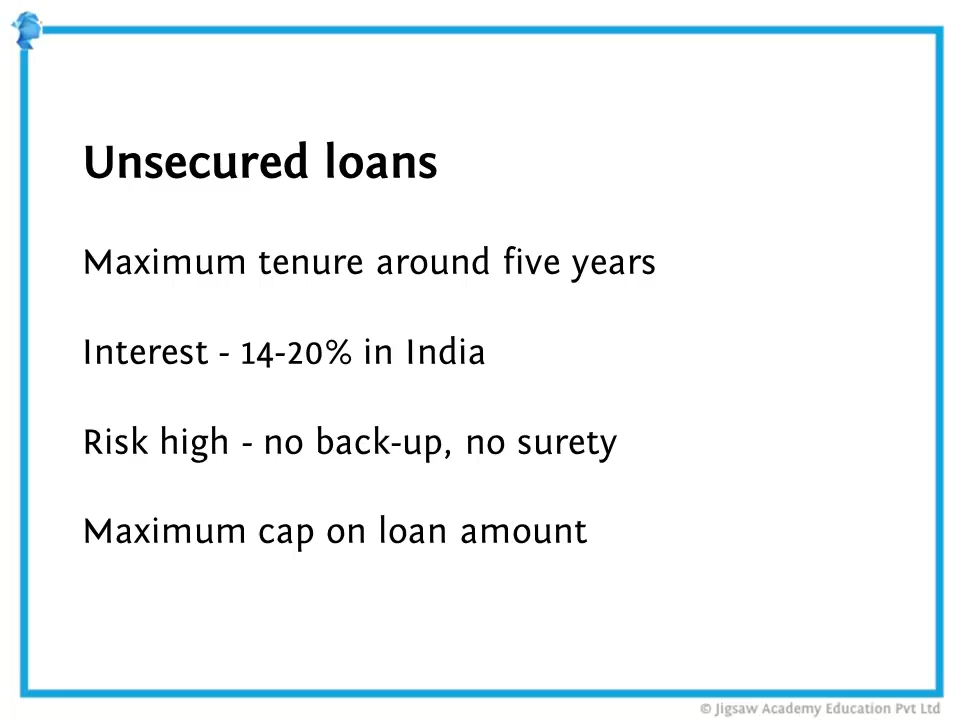 Unsecured loans
Maximum tenure around five years
Interest - 14-20% in India
Risk high - no back-up, no surety
Maximum cap on loan amount
© Jigsaw Academy Education Pvt Ltd